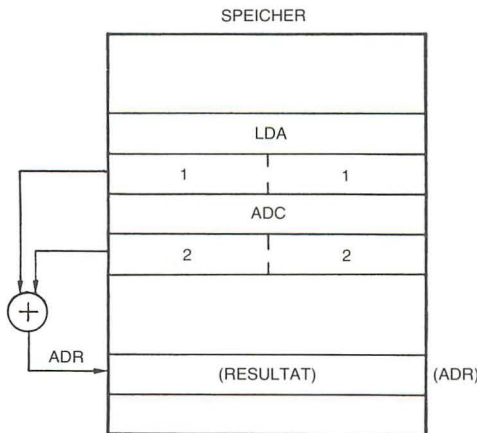 SPEICHER
LDA
1 1
ADC
2 2
+
ADR
(RESULTAT) (ADR)